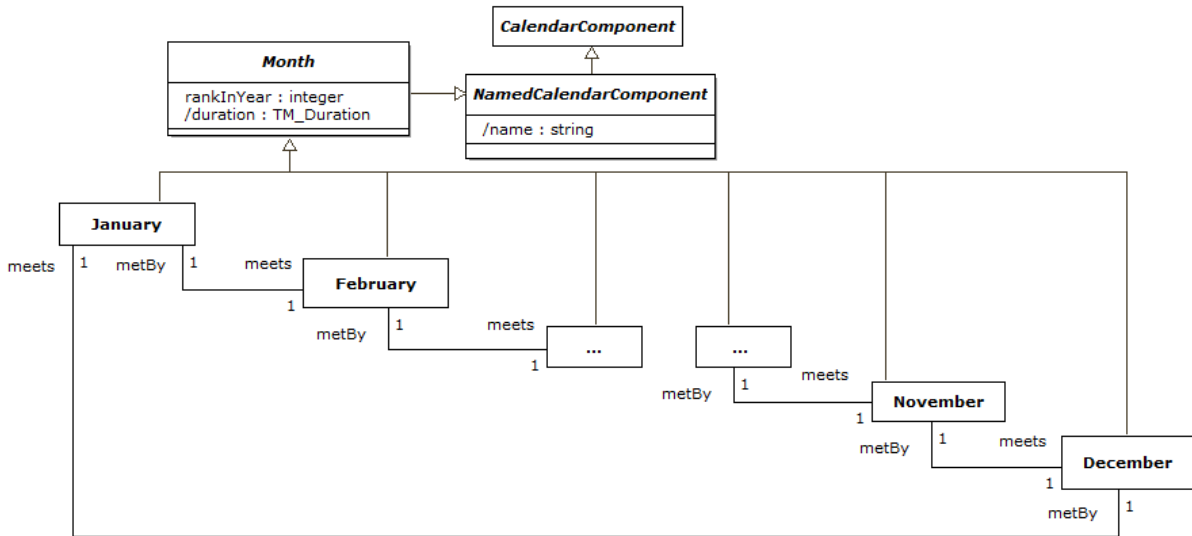 CalendarComponent
Month
rankInYear : integer
/duration : TM_Duration
NamedCalendarComponent
/name : string
January
meets
1
metBy
1
meets
1
February
metBy
1
meets
1
...
...
metBy
1
meets
1
November
metBy
1
meets
1
December
metBy
1